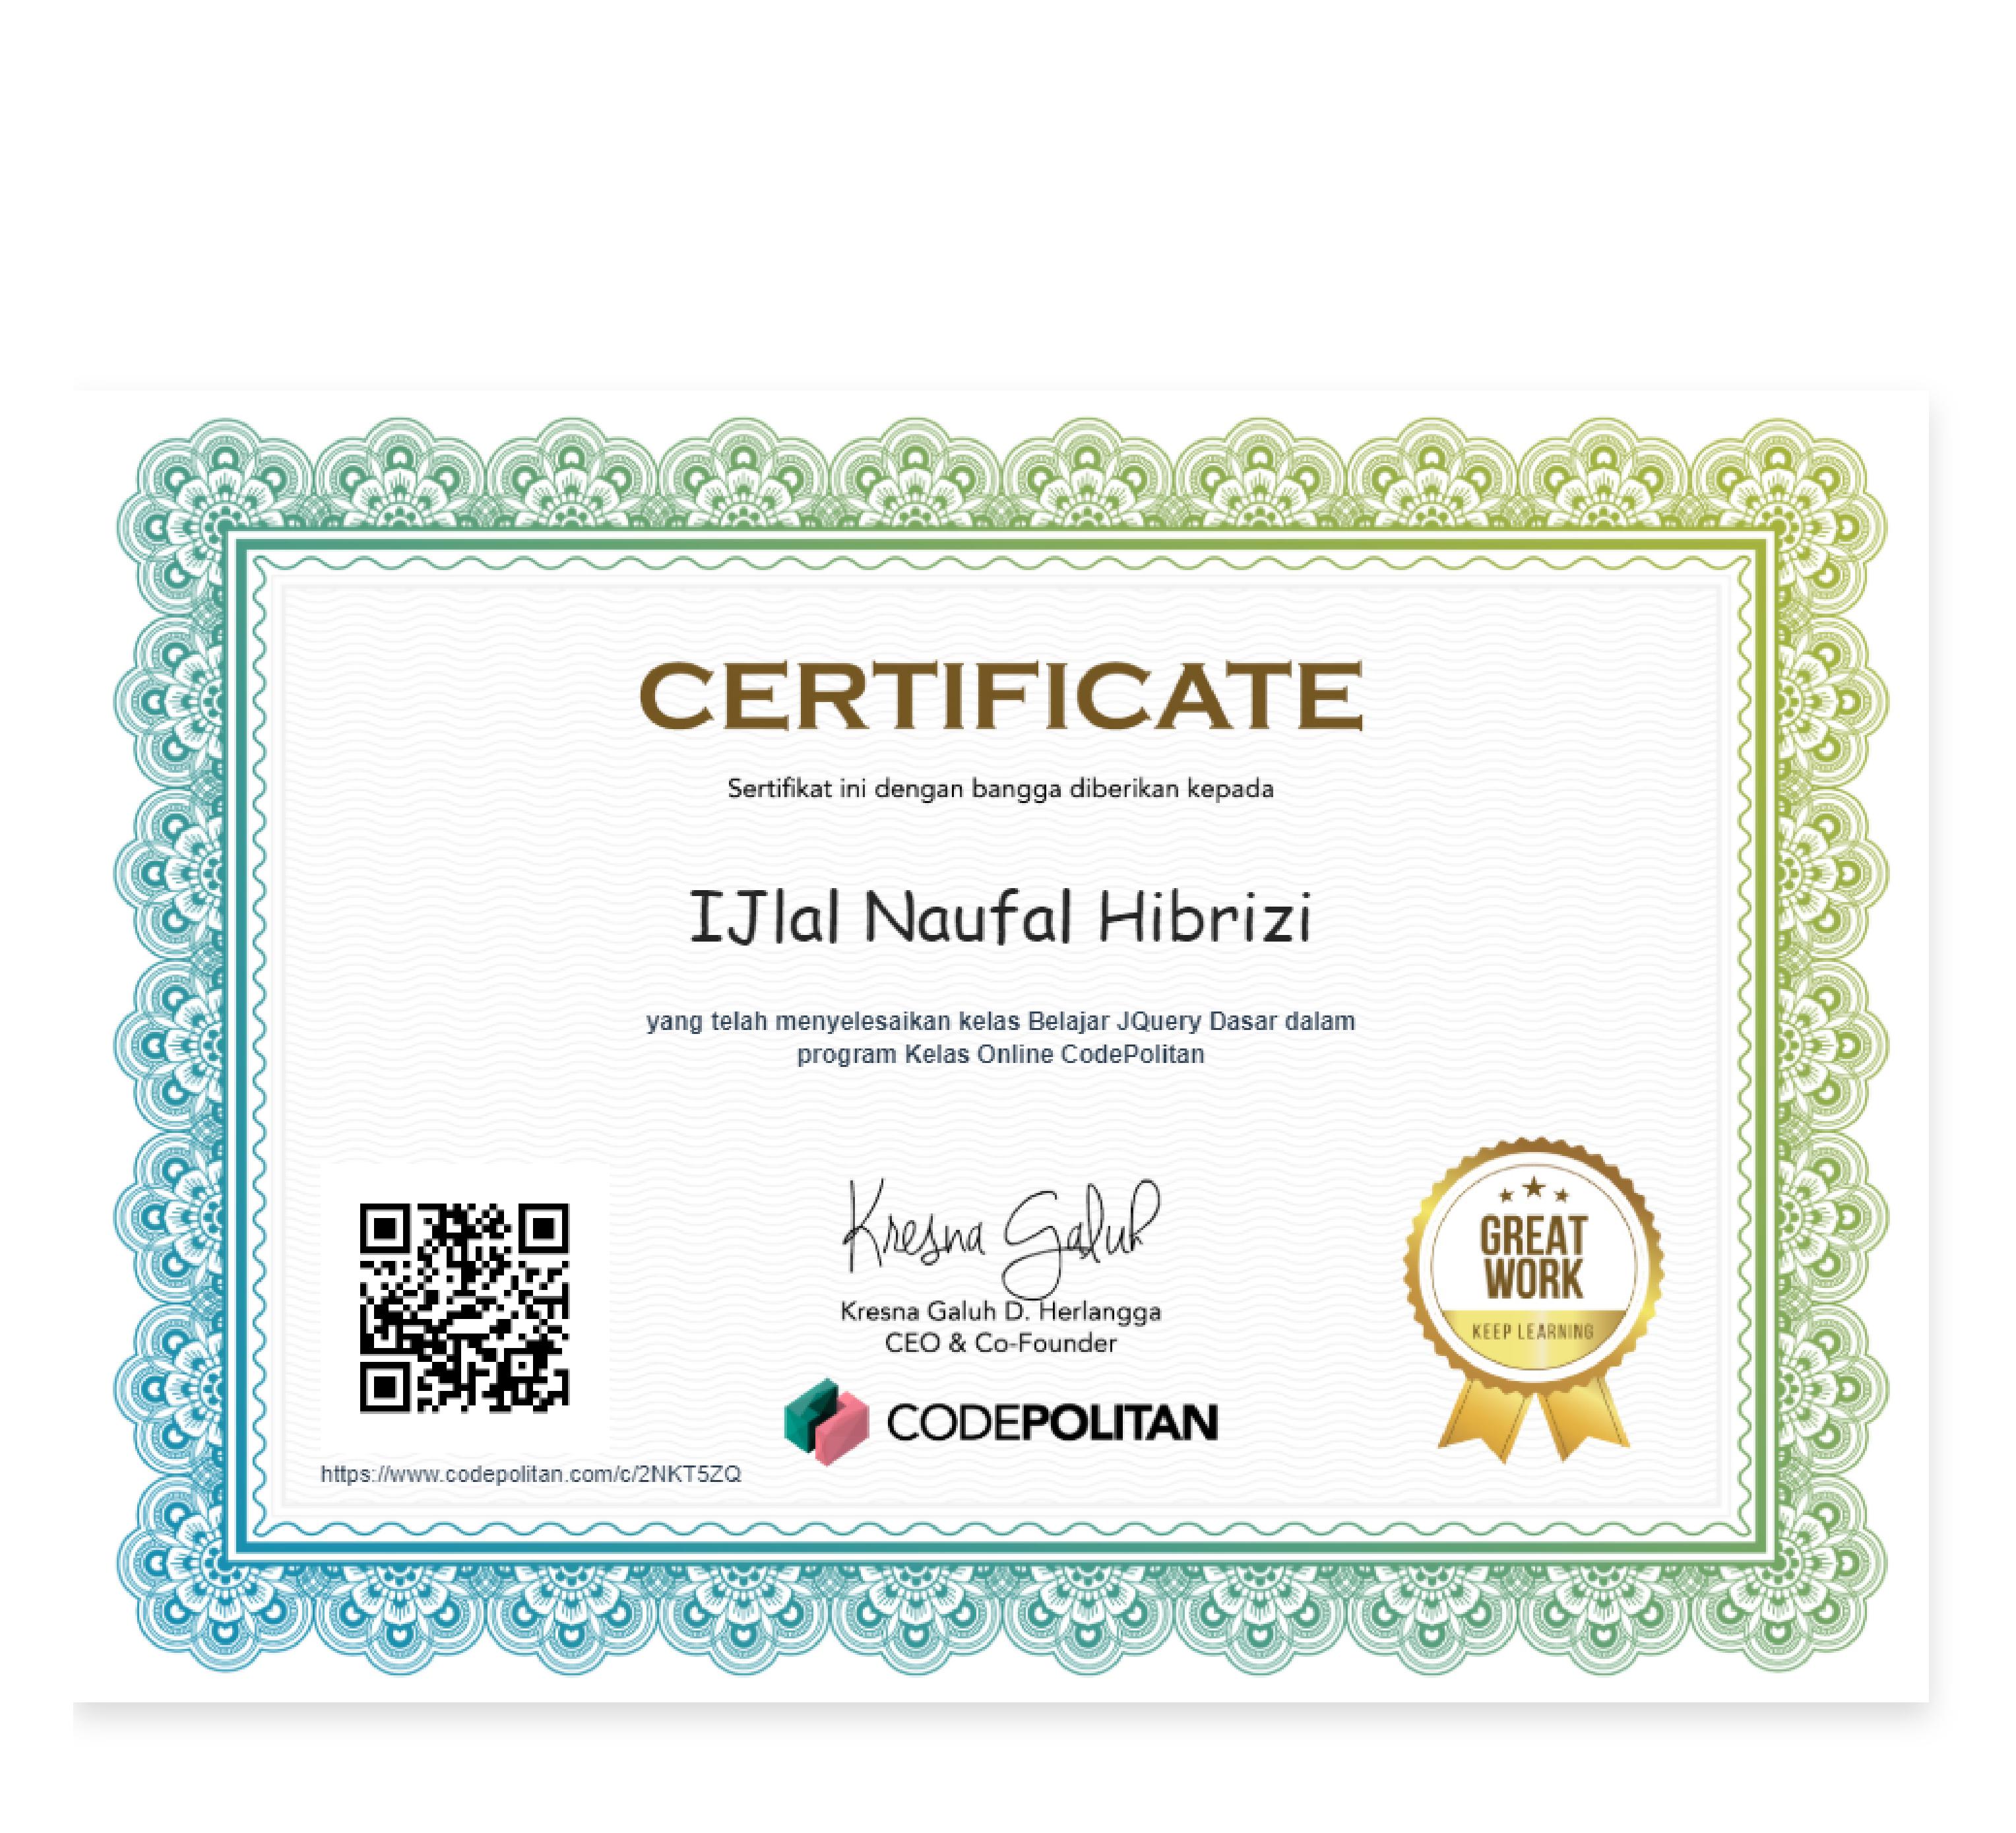 CERTIFICATE
Sertifikat ini dengan bangga diberikan kepada
IJlal Naufal Hibrizi
yang telah menyelesaikan kelas Belajar JQuery Dasar dalam
program Kelas Online CodePolitan
Kresna Galuh
Kresna Galuh D. Herlangga
CEO & Co-Founder
CODEPOLITAN
https://www.codepolitan.com/c/2NKT5ZQ
GREAT
WORK
KEEP LEARNING